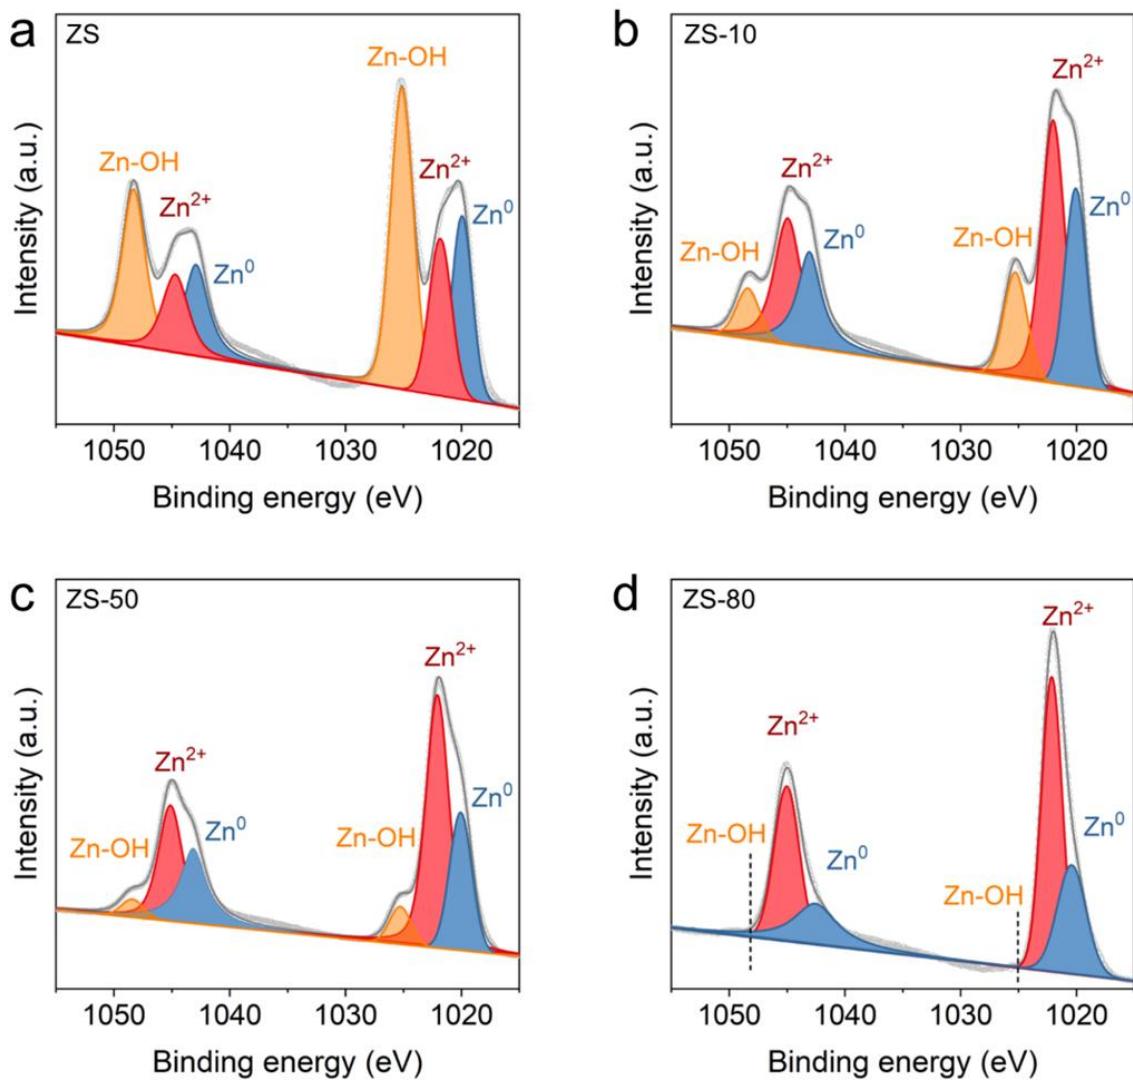 a
ZS
Zn-OH
Zn-OH
Zn²⁺
Zn²⁺
Zn⁰
Zn⁰
Intensity (a.u.)
1050 1040 1030 1020
Binding energy (eV)
b
ZS-10
Zn²⁺
Zn²⁺
Zn⁰
Zn-OH
Zn⁰
Zn-OH
Intensity (a.u.)
1050 1040 1030 1020
Binding energy (eV)
c
ZS-50
Zn²⁺
Zn²⁺
Zn⁰
Zn-OH
Zn⁰
Zn-OH
Intensity (a.u.)
1050 1040 1030 1020
Binding energy (eV)
d
ZS-80
Zn²⁺
Zn²⁺
Zn-OH
Zn⁰
Zn⁰
Zn-OH
Intensity (a.u.)
1050 1040 1030 1020
Binding energy (eV)